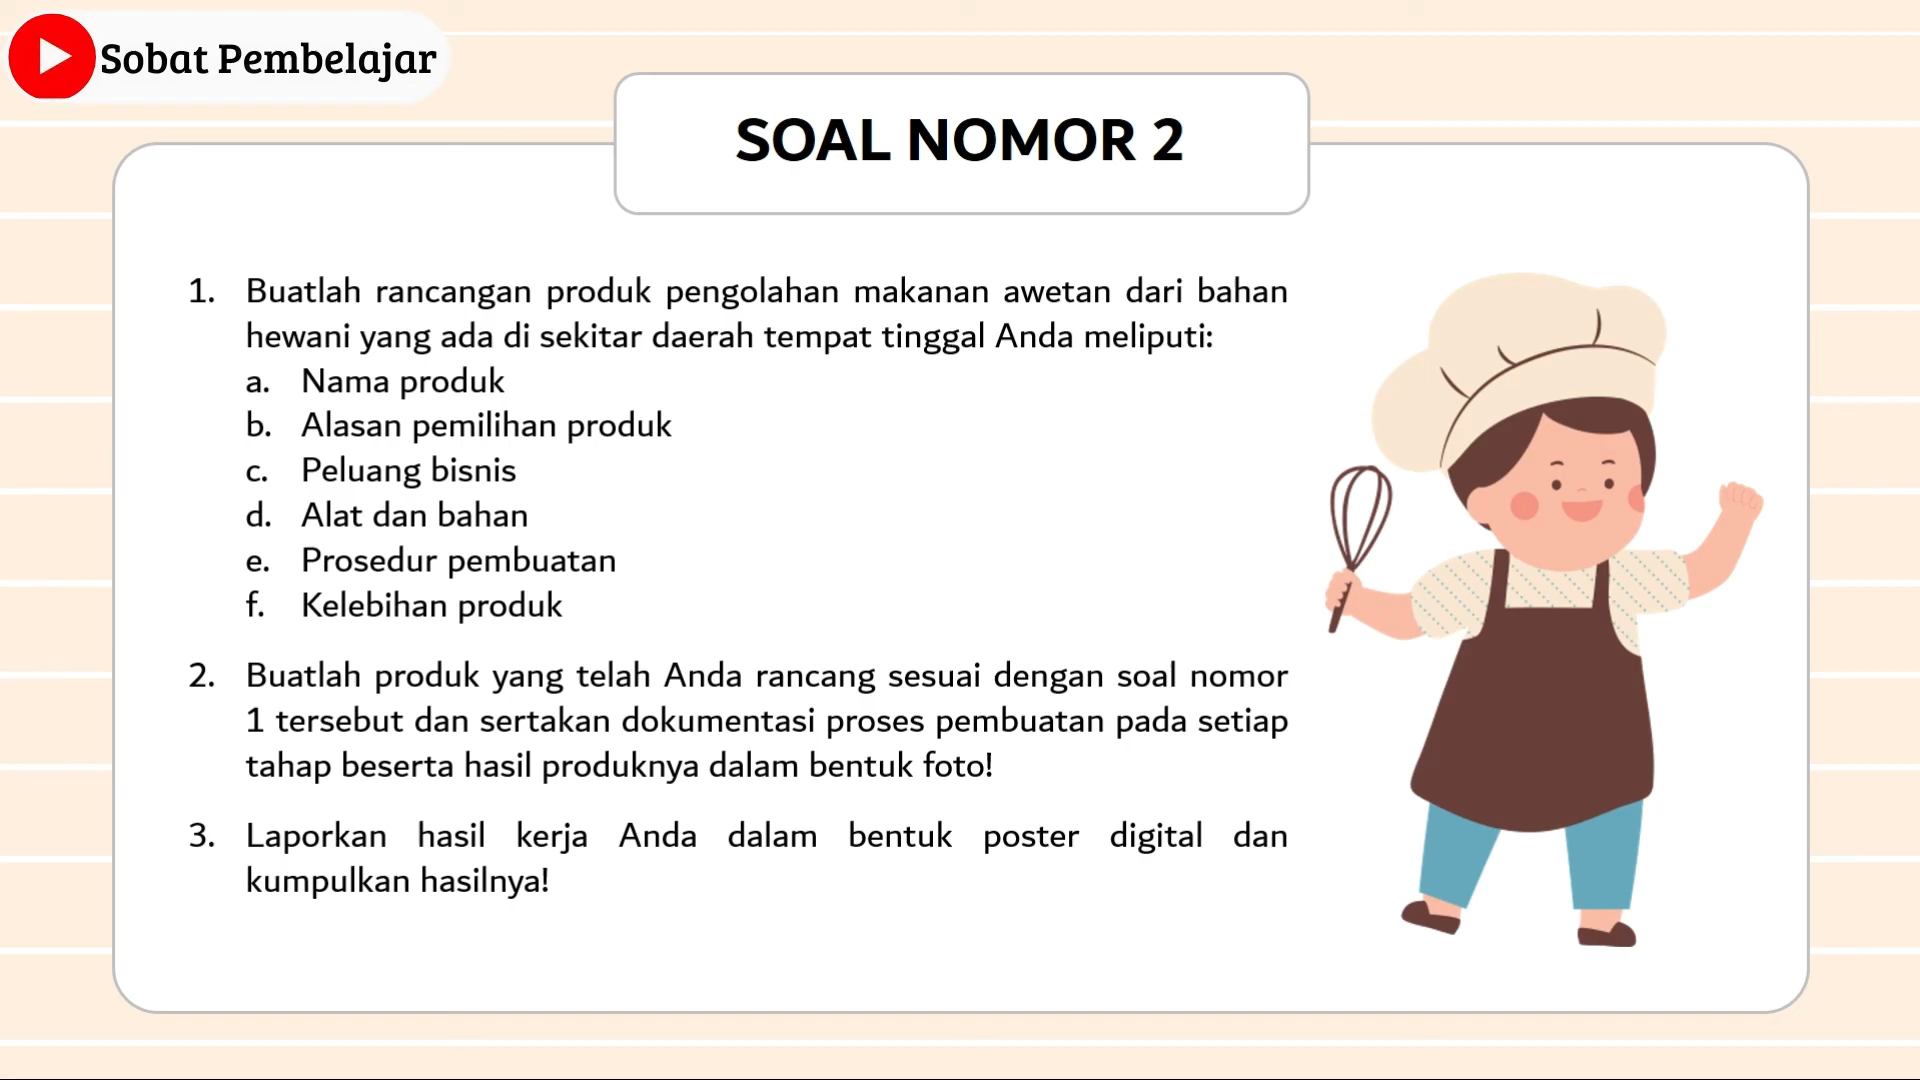 Sobat Pembelajar
SOAL NOMOR 2
1. Buatlah rancangan produk pengolahan makanan awetan dari bahan
hewani yang ada di sekitar daerah tempat tinggal Anda meliputi:
a. Nama produk
b. Alasan pemilihan produk
c. Peluang bisnis
d. Alat dan bahan
e. Prosedur pembuatan
f. Kelebihan produk
2. Buatlah produk yang telah Anda rancang sesuai dengan soal nomor
1 tersebut dan sertakan dokumentasi proses pembuatan pada setiap
tahap beserta hasil produknya dalam bentuk foto!
3. Laporkan hasil kerja Anda dalam bentuk poster digital dan
kumpulkan hasilnya!